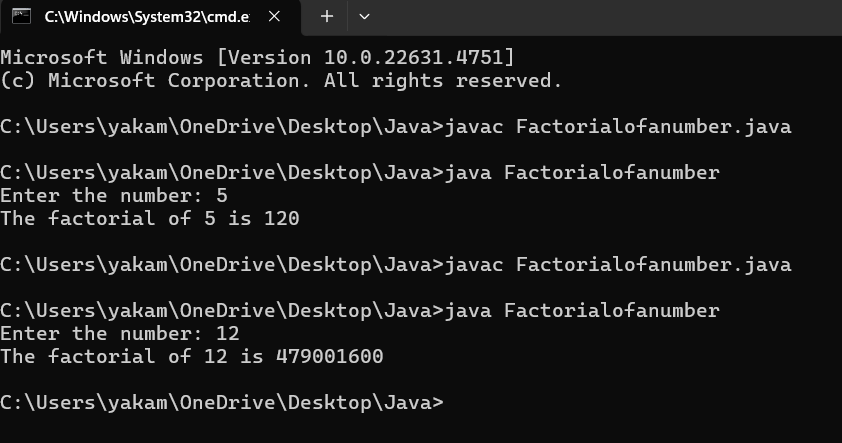 C:\Windows\System32\cmd.e
Microsoft Windows [Version 10.0.22631.4751]
(c) Microsoft Corporation. All rights reserved.
C:\Users\yakam\OneDrive\Desktop\Java>javac Factorialofanumber.java
C:\Users\yakam\OneDrive\Desktop\Java>java Factorialofanumber
Enter the number: 5
The factorial of 5 is 120
C:\Users\yakam\OneDrive\Desktop\Java>javac Factorialofanumber.java
C:\Users\yakam\OneDrive\Desktop\Java>java Factorialofanumber
Enter the number: 12
The factorial of 12 is 479001600
C:\Users\yakam\OneDrive\Desktop\Java>